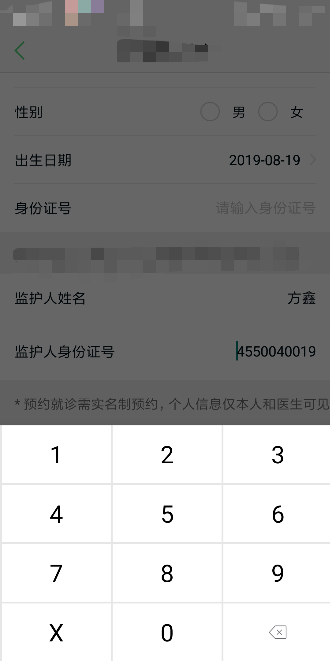 性别 男 女
出生日期 2019-08-19
身份证号 请输入身份证号
监护人姓名 方鑫
监护人身份证号 4550040019
* 预约就诊需实名制预约，个人信息仅本人和医生可见
1 2 3
4 5 6
7 8 9
X 0